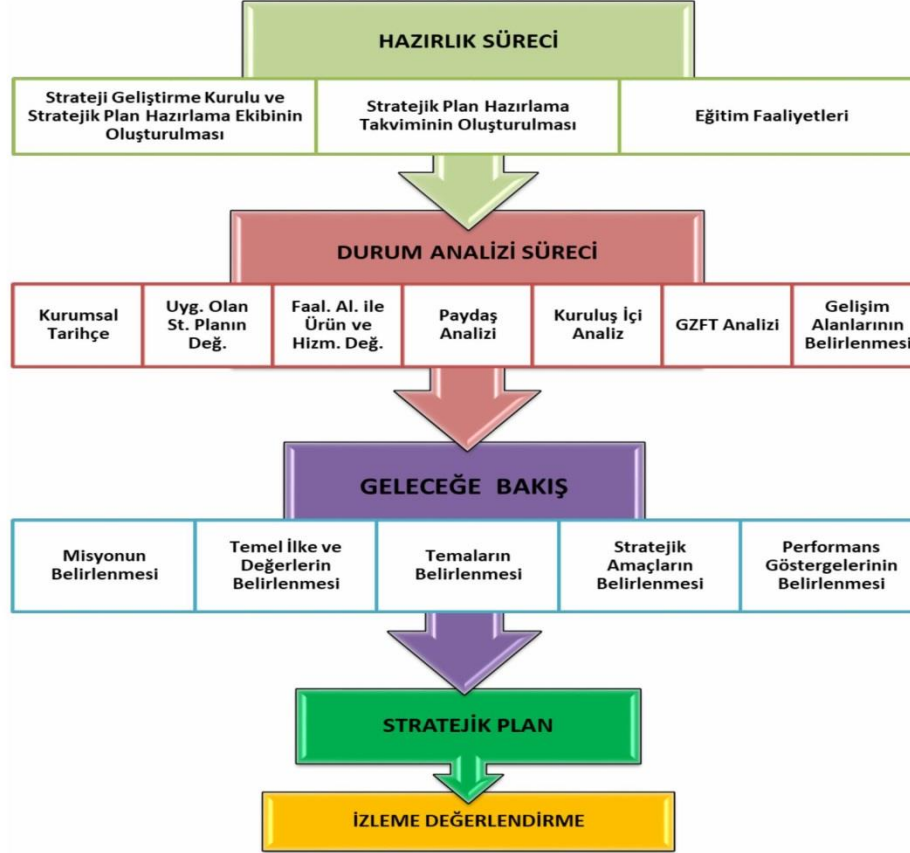 HAZIRLIK SÜRECİ
Strateji Geliştirme Kurulu ve
Stratejik Plan Hazırlama Ekibinin
Oluşturulması
Stratejik Plan Hazırlama
Takviminin Oluşturulması
Eğitim Faaliyetleri
DURUM ANALİZİ SÜRECİ
Kurumsal
Tarihçe
Uyg. Olan
St. Planın
Değ.
Faal. Al. ile
Ürün ve
Hizm. Değ.
Paydaş
Analizi
Kuruluş İçi
Analiz
GZFT Analizi
Gelişim
Alanlarının
Belirlenmesi
GELECEĞE BAKIŞ
Misyonun
Belirlenmesi
Temel İlke ve
Değerlerin
Belirlenmesi
Temaların
Belirlenmesi
Stratejik
Amaçların
Belirlenmesi
Performans
Göstergelerinin
Belirlenmesi
STRATEJİK PLAN
İZLEME DEĞERLENDİRME